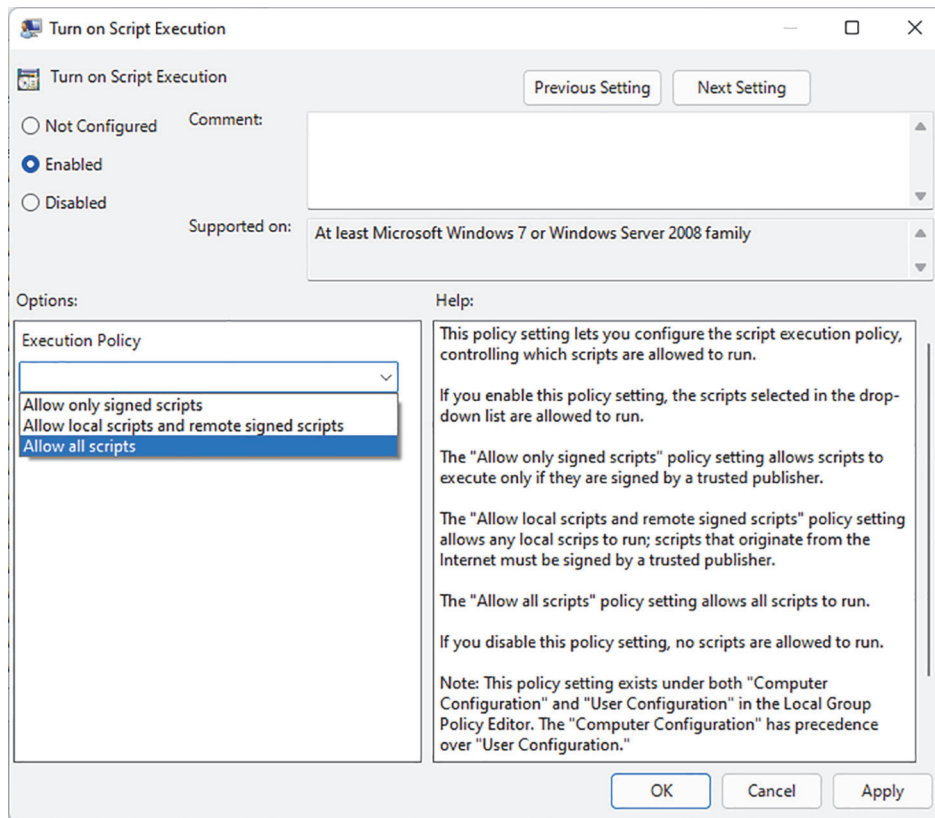 Turn on Script Execution
Turn on Script Execution
Previous Setting
Next Setting
Not Configured
Comment:
Enabled
Disabled
Supported on:
At least Microsoft Windows 7 or Windows Server 2008 family
Options:
Help:
Execution Policy
Allow only signed scripts
Allow local scripts and remote signed scripts
Allow all scripts
This policy setting lets you configure the script execution policy,
controlling which scripts are allowed to run.
If you enable this policy setting, the scripts selected in the drop-
down list are allowed to run.
The "Allow only signed scripts" policy setting allows scripts to
execute only if they are signed by a trusted publisher.
The "Allow local scripts and remote signed scripts" policy setting
allows any local scrips to run; scripts that originate from the
Internet must be signed by a trusted publisher.
The "Allow all scripts" policy setting allows all scripts to run.
If you disable this policy setting, no scripts are allowed to run.
Note: This policy setting exists under both "Computer
Configuration" and "User Configuration" in the Local Group
Policy Editor. The "Computer Configuration" has precedence
over "User Configuration."
OK
Cancel
Apply